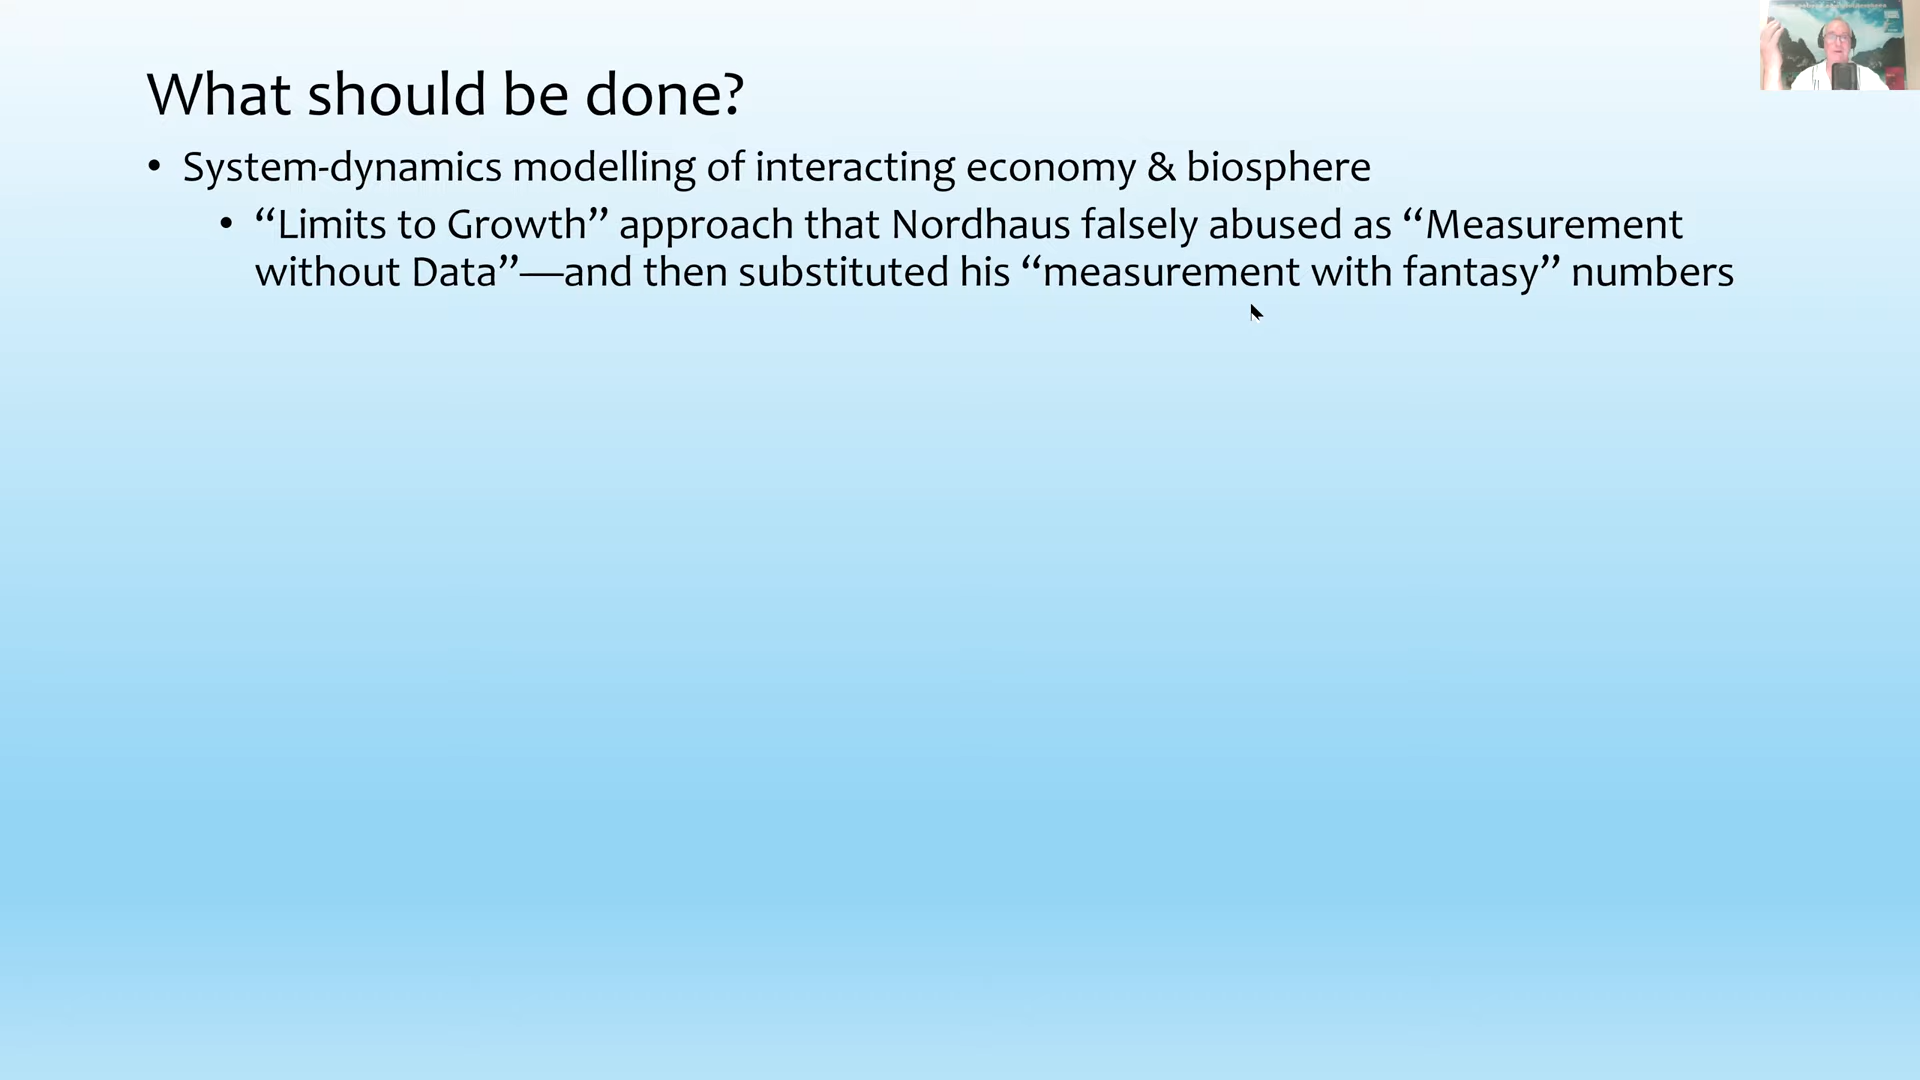 What should be done?
• System-dynamics modelling of interacting economy & biosphere
• “Limits to Growth” approach that Nordhaus falsely abused as “Measurement
without Data”—and then substituted his “measurement with fantasy” numbers